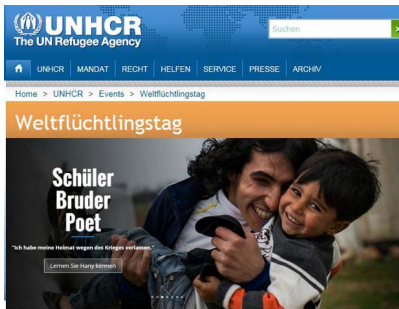 UNHCR
The UN Refugee Agency
Suchen
UNHCR MANDAT RECHT HELFEN SERVICE PRESSE ARCHIV
Home > UNHCR > Events > Weltflüchtlingstag
Weltflüchtlingstag
Schüler
Bruder
Poet
"Ich habe meine Heimat wegen des Krieges verlassen."
Lernen Sie Hany kennen